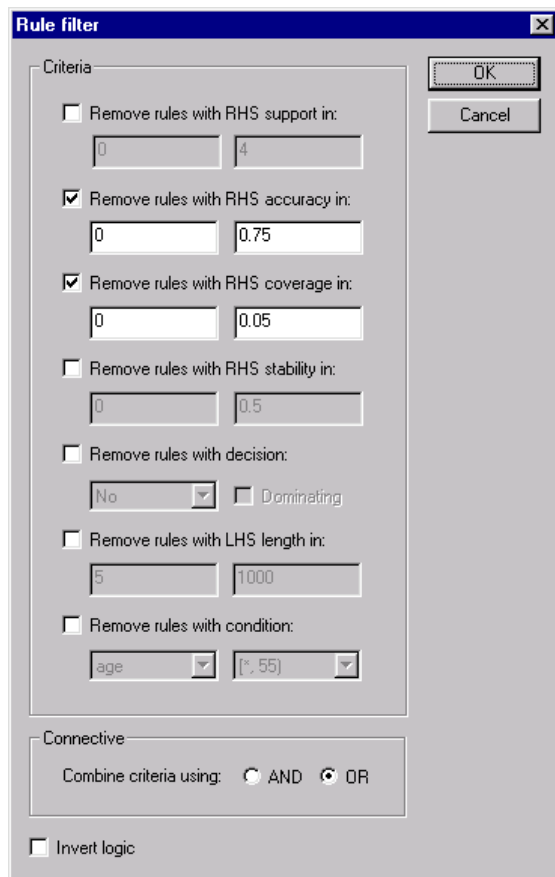 Rule filter
Criteria
OK
Cancel
Remove rules with RHS support in:
0 4
Remove rules with RHS accuracy in:
0 0.75
Remove rules with RHS coverage in:
0 0.05
Remove rules with RHS stability in:
0 0.5
Remove rules with decision:
No Dominating
Remove rules with LHS length in:
5 1000
Remove rules with condition:
age [*, 55)
Connective
Combine criteria using: AND OR
Invert logic